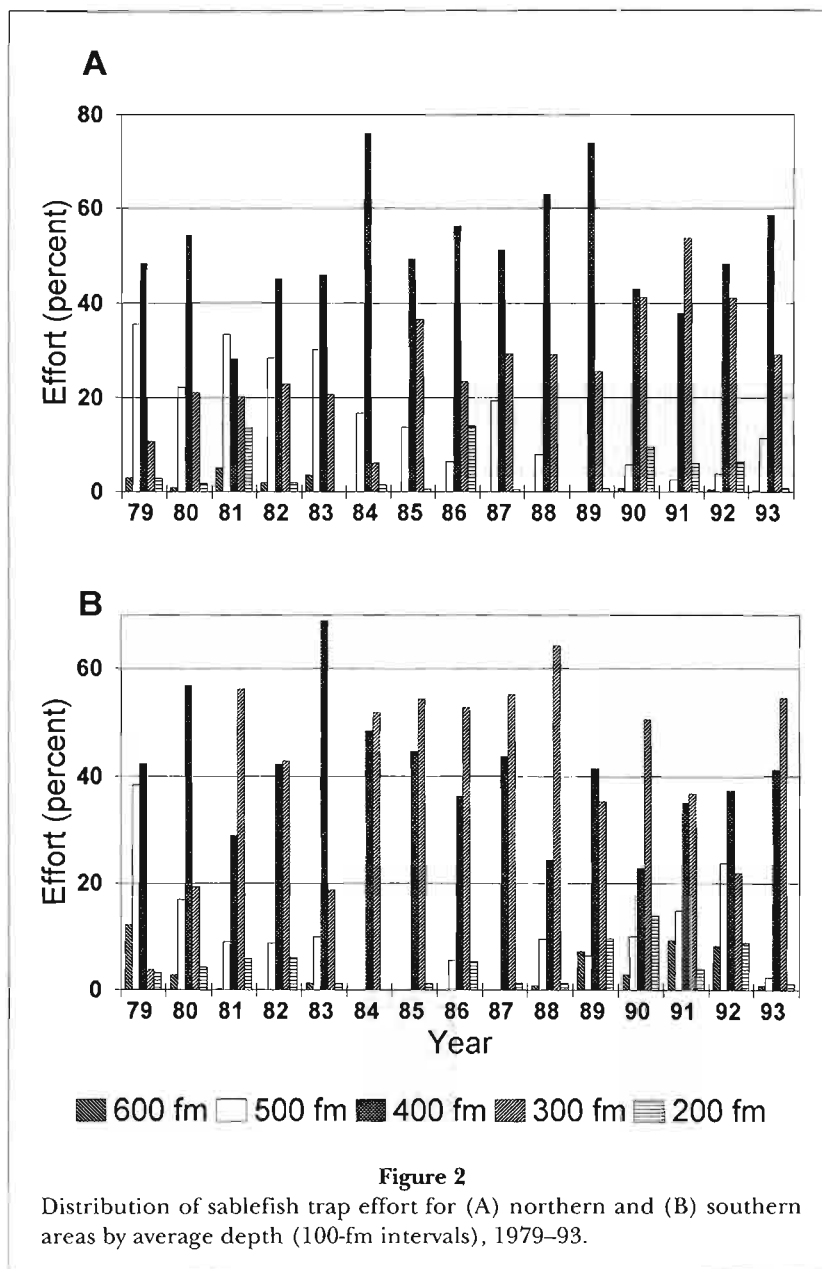 A
80
60
40
20
0
Effort (percent)
79 80 81 82 83 84 85 86 87 88 89 90 91 92 93
B
60
40
20
0
Effort (percent)
79 80 81 82 83 84 85 86 87 88 89 90 91 92 93
Year
600 fm 500 fm 400 fm 300 fm 200 fm
Figure 2
Distribution of sablefish trap effort for (A) northern and (B) southern
areas by average depth (100-fm intervals), 1979–93.